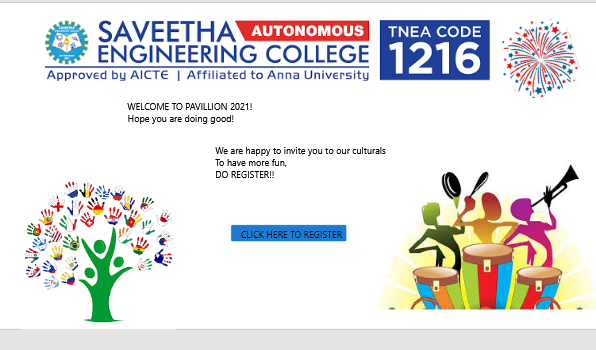 SAVEETHA AUTONOMOUS
ENGINEERING COLLEGE
Approved by AICTE | Affiliated to Anna University
TNEA CODE
1216
WELCOME TO PAVILLION 2021!
Hope you are doing good!
We are happy to invite you to our culturals
To have more fun,
DO REGISTER!!
CLICK HERE TO REGISTER